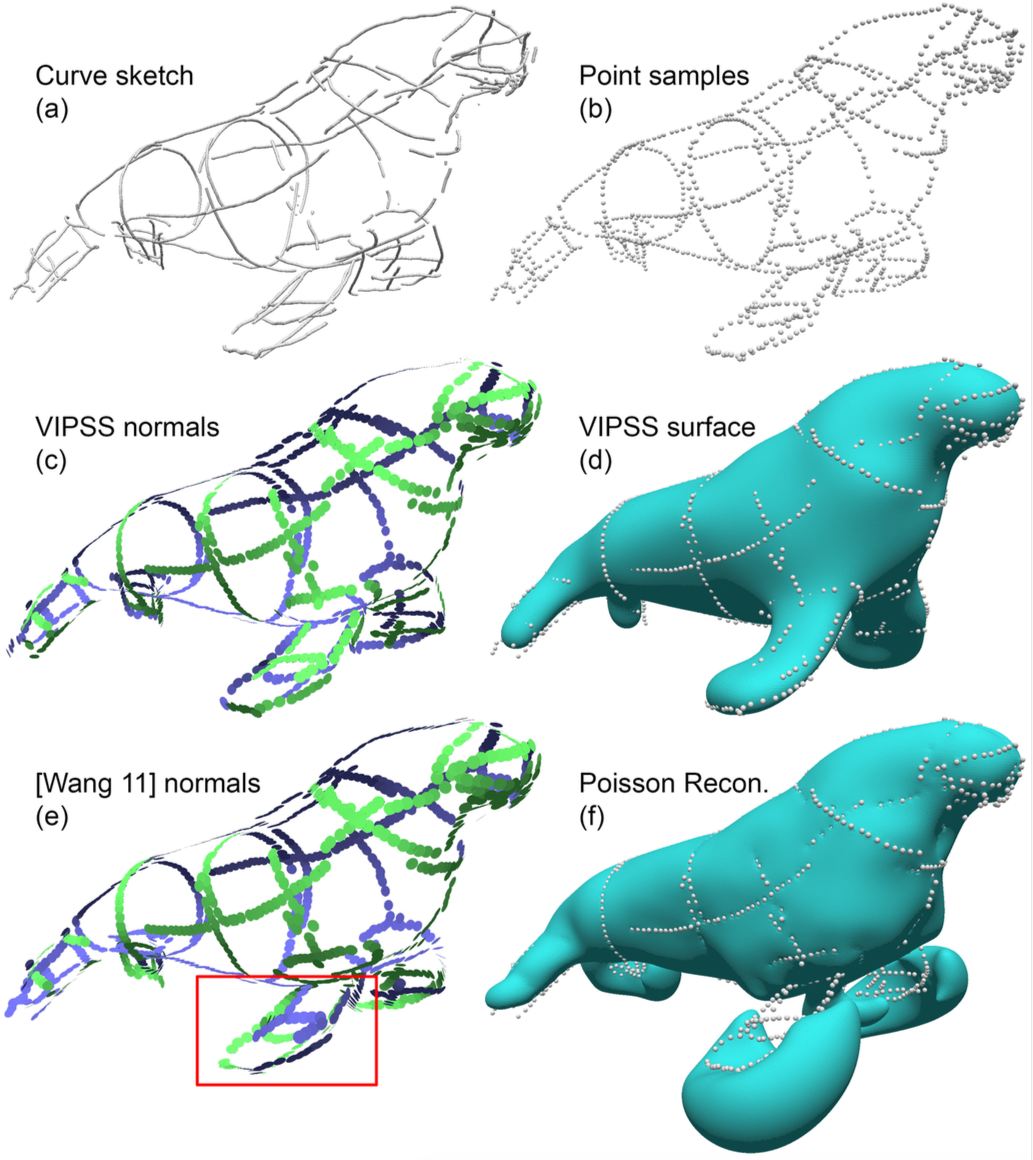 Curve sketch
(a)
Point samples
(b)
VIPSS normals
(c)
VIPSS surface
(d)
[Wang 11] normals
(e)
Poisson Recon.
(f)